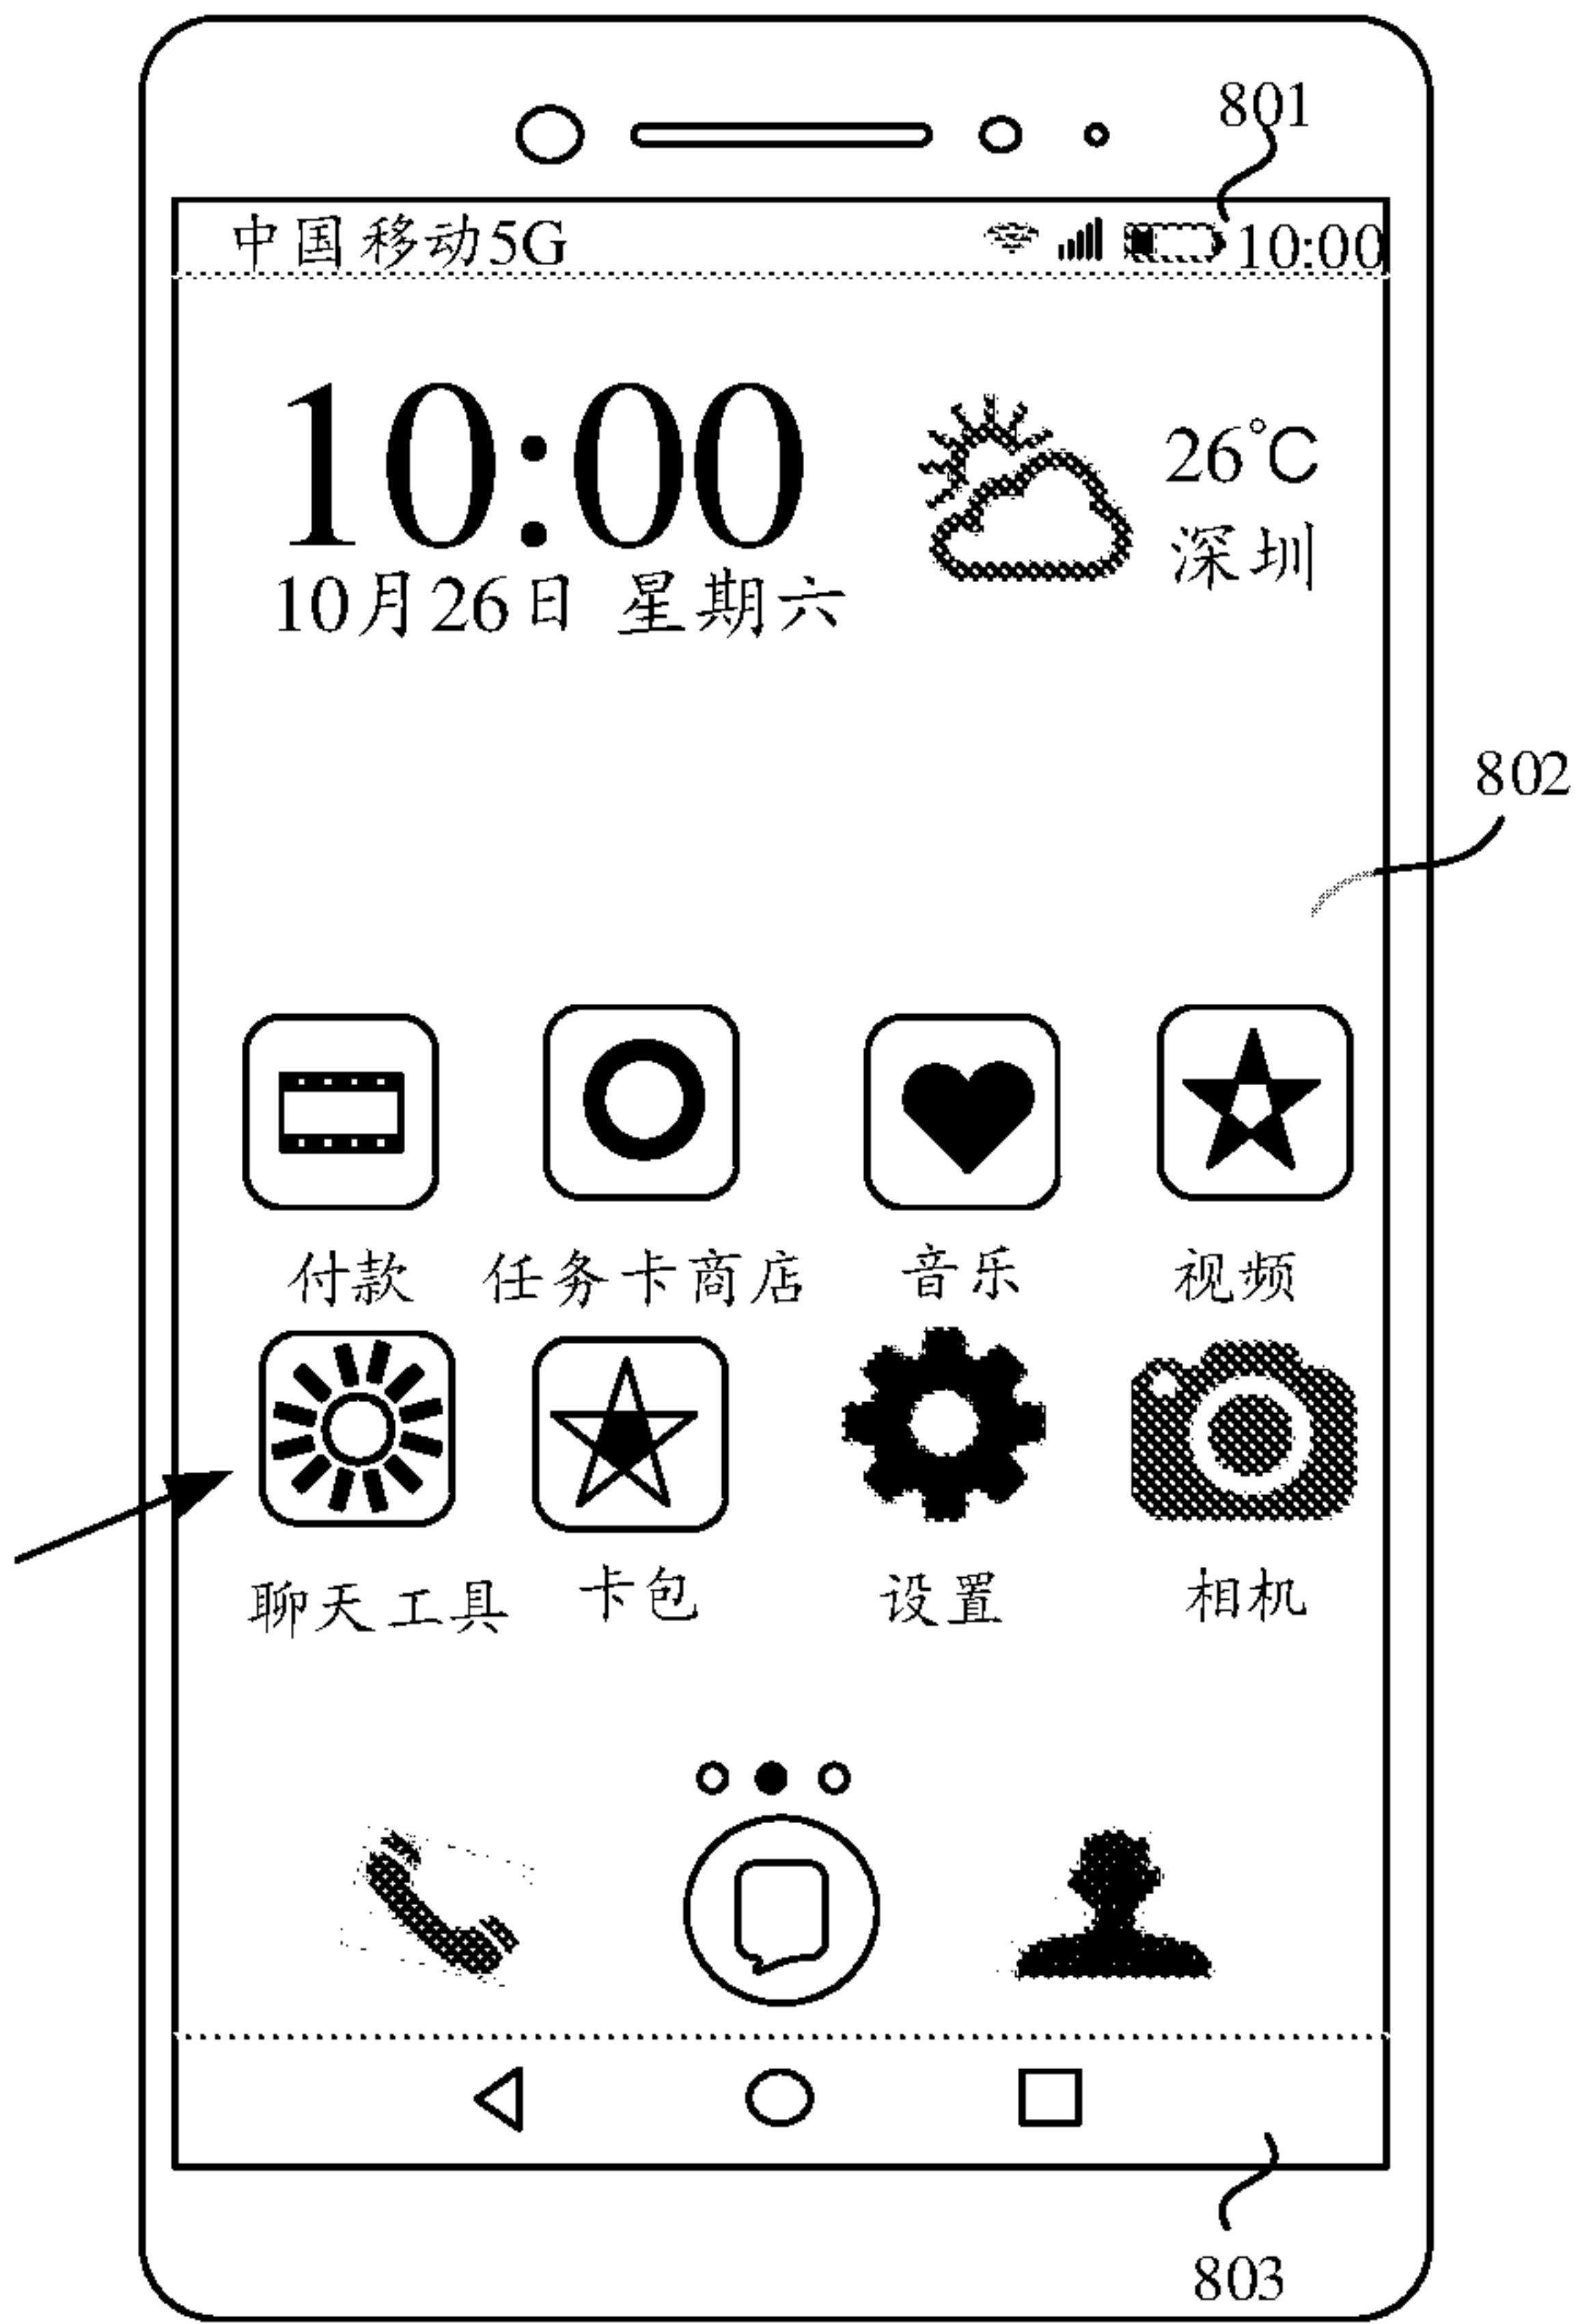 801
中国移动5G 10:00
10:00
26℃
深圳
10月26日 星期六
802
付款 任务卡商店 音乐 视频
聊天工具 卡包 设置 相机
803